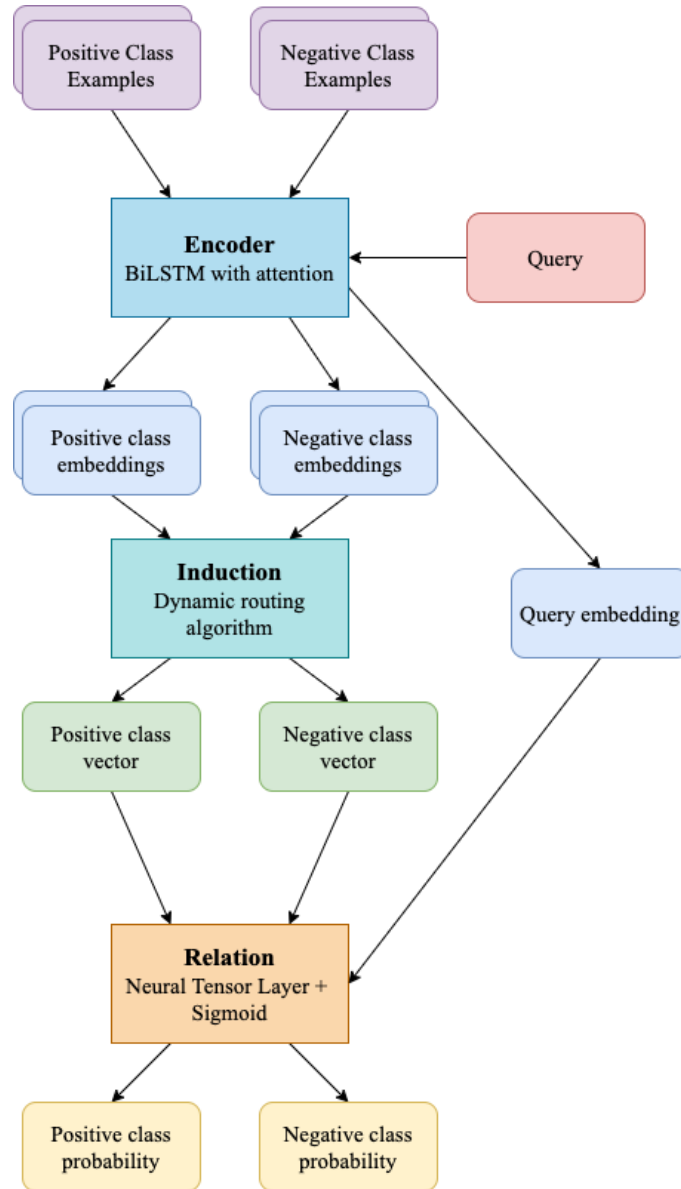 Positive Class
Examples
Negative Class
Examples
Encoder
BiLSTM with attention
Query
Positive class
embeddings
Negative class
embeddings
Induction
Dynamic routing
algorithm
Query embedding
Positive class
vector
Negative class
vector
Relation
Neural Tensor Layer +
Sigmoid
Positive class
probability
Negative class
probability